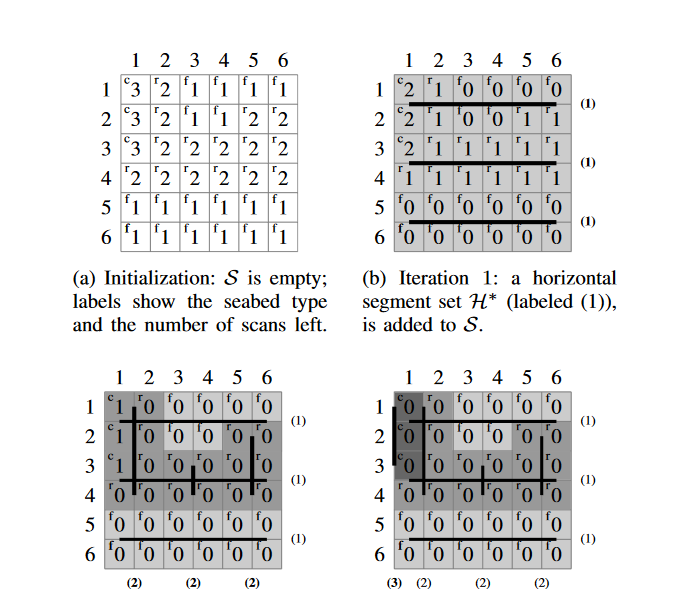 1 2 3 4 5 6
1 c3 r2 f1 f1 f1 f1
2 c3 r2 f1 f1 r2 r2
3 c3 r2 r2 r2 r2 r2
4 r2 r2 r2 r2 r2 r2
5 f1 f1 f1 f1 f1 f1
6 f1 f1 f1 f1 f1 f1
(a) Initialization: S is empty;
labels show the seabed type
and the number of scans left.
1 2 3 4 5 6
1 c2 r1 f0 f0 f0 f0
(1)
2 c2 r1 f0 f0 r1 r1
3 c2 r1 r1 r1 r1 r1
(1)
4 r1 r1 r1 r1 r1 r1
5 f0 f0 f0 f0 f0 f0
(1)
6 f0 f0 f0 f0 f0 f0
(b) Iteration 1: a horizontal
segment set H* (labeled (1)),
is added to S.
1 2 3 4 5 6
1 c1 r0 f0 f0 f0 f0
(1)
2 c1 r0 f0 f0 r0 r0
3 c1 r0 r0 r0 r0 r0
(1)
4 r0 r0 r0 r0 r0 r0
5 f0 f0 f0 f0 f0 f0
(1)
6 f0 f0 f0 f0 f0 f0
(2) (2) (2)
1 2 3 4 5 6
1 c0 r0 f0 f0 f0 f0
(1)
2 c0 r0 f0 f0 r0 r0
3 c0 r0 r0 r0 r0 r0
(1)
4 r0 r0 r0 r0 r0 r0
5 f0 f0 f0 f0 f0 f0
(1)
6 f0 f0 f0 f0 f0 f0
(3) (2) (2) (2)